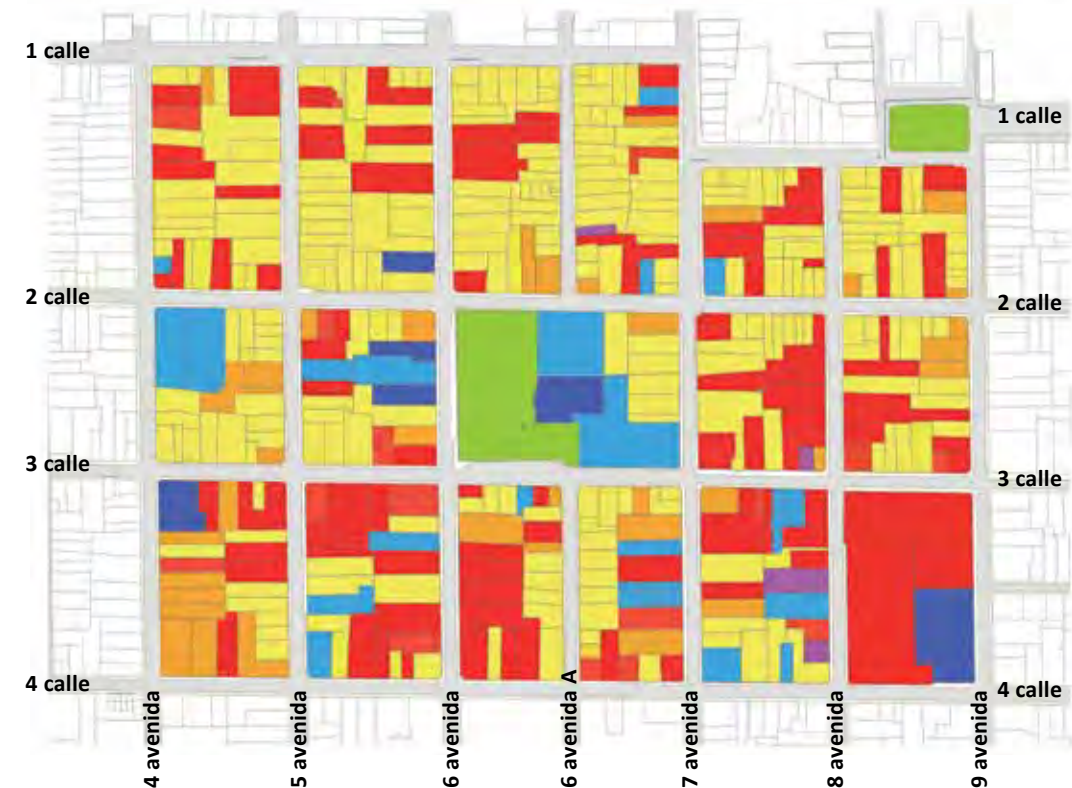 1 calle
1 calle
2 calle
2 calle
3 calle
3 calle
4 calle
4 calle
4 avenida
5 avenida
6 avenida
6 avenida A
7 avenida
8 avenida
9 avenida